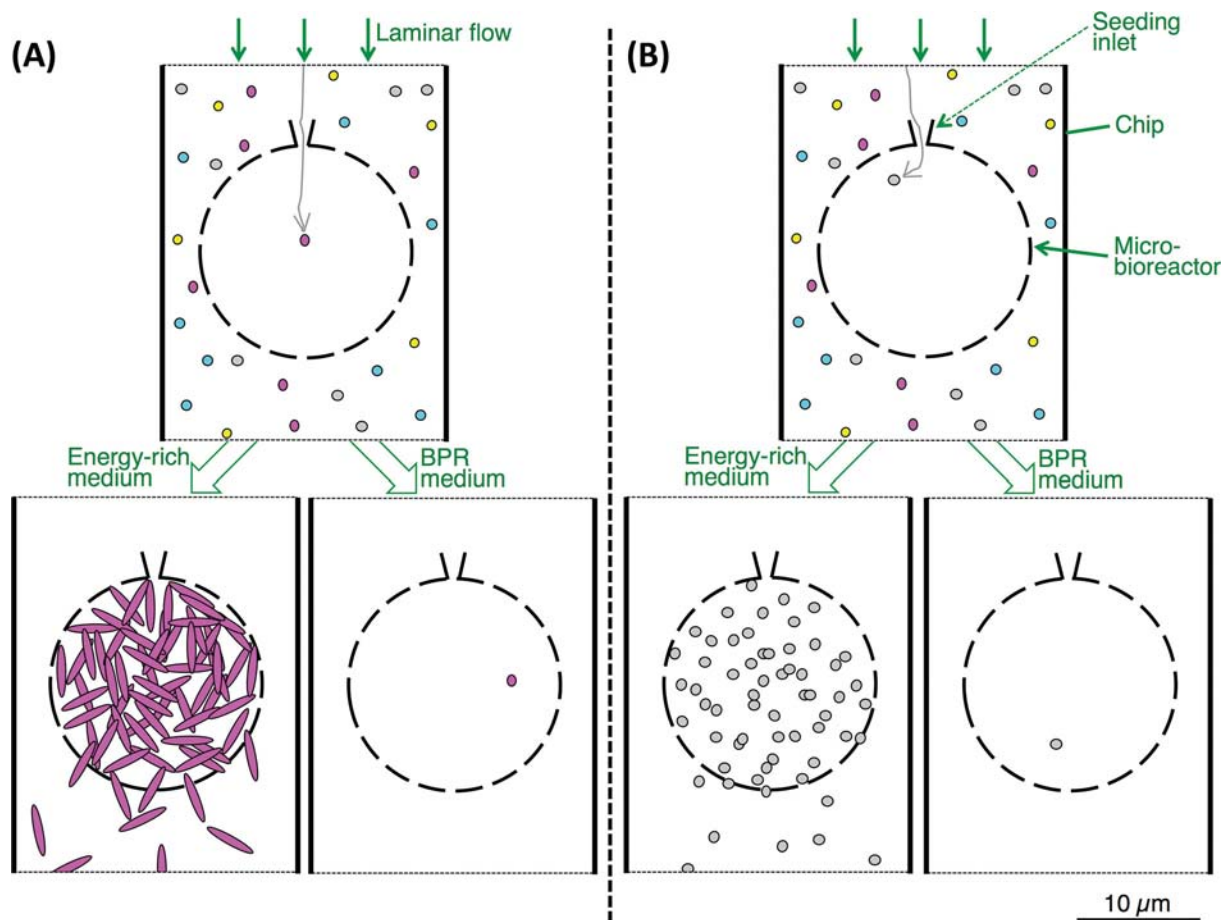 (A)
Laminar flow
Energy-rich
medium
BPR
medium
(B)
Seeding
inlet
Chip
Micro-
bioreactor
Energy-rich
medium
BPR
medium
10 µm